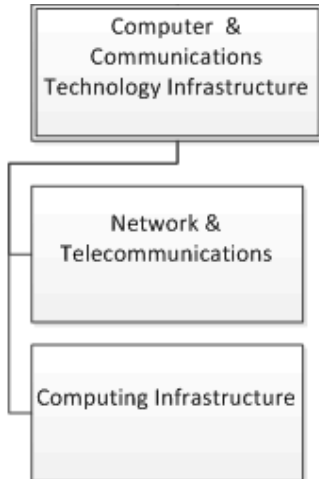 Computer &
Communications
Technology Infrastructure
Network &
Telecommunications
Computing Infrastructure